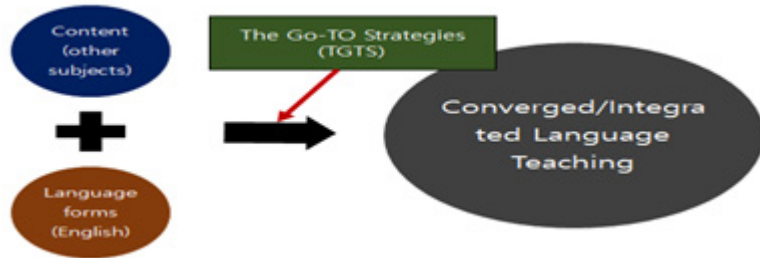 Content
(other
subjects)
The Go-TO Strategies
(TGTS)
Converged/Integra
ted Language
Teaching
Language
forms
(English)